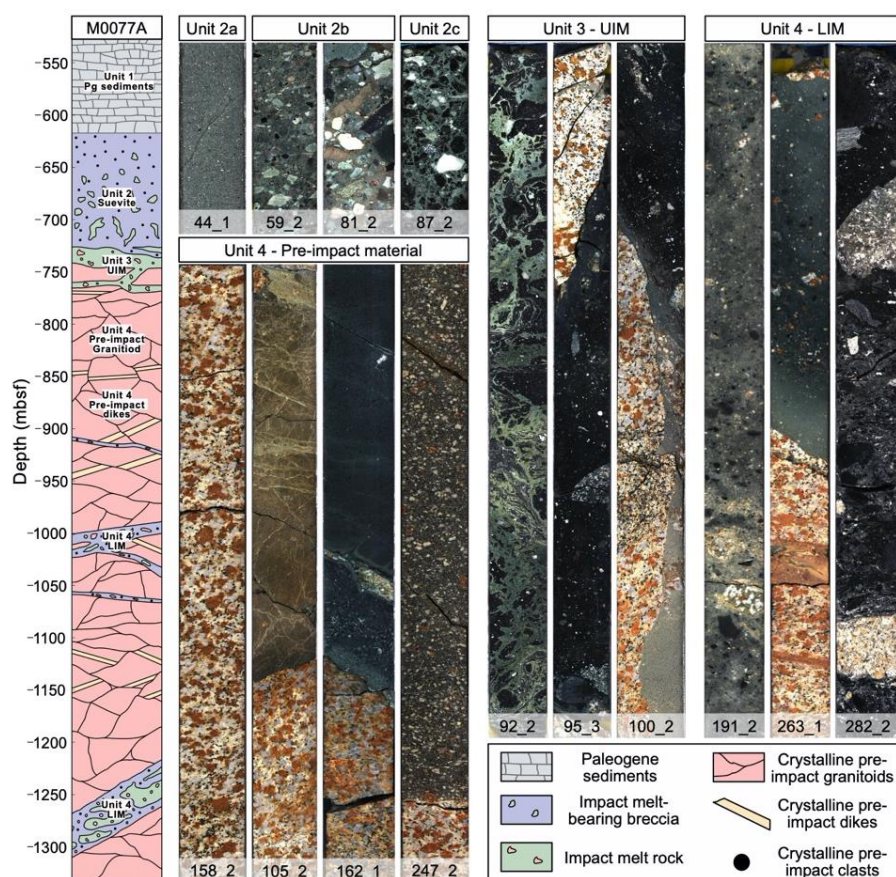 M0077A
Unit 2a
Unit 2b
Unit 2c
Unit 3 - UIM
Unit 4 - LIM
Depth (mbsf)
−550
−600
−650
−700
−750
−800
−850
−900
−950
−1000
−1050
−1100
−1150
−1200
−1250
−1300
Unit 1
Pg sediments
Unit 2
Suevite
Unit 3
UIM
Unit 4
Pre-impact
Granitiod
Unit 4
Pre-impact
dikes
Unit 4
LIM
Unit 4
LIM
44_1
59_2
81_2
87_2
Unit 4 - Pre-impact material
158_2
105_2
162_1
247_2
92_2
95_3
100_2
191_2
263_1
282_2
Paleogene
sediments
Impact melt-
bearing breccia
Impact melt rock
Crystalline pre-
impact granitoids
Crystalline pre-
impact dikes
Crystalline pre-
impact clasts